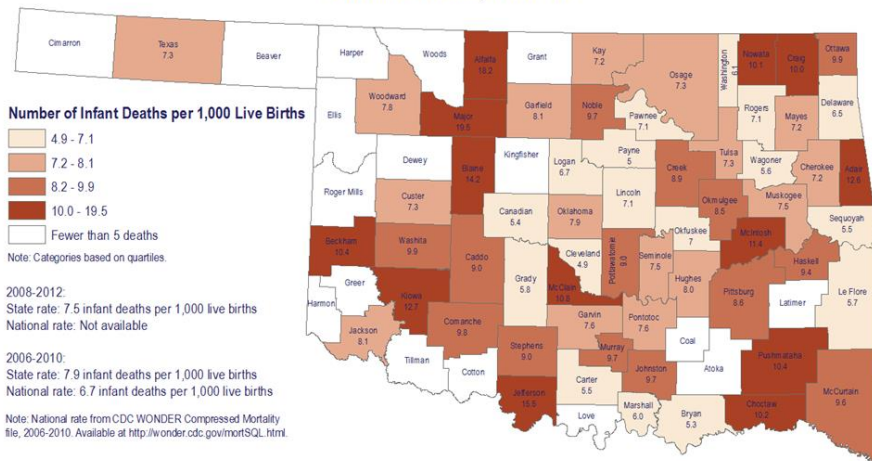 Cimarron
Texas
7.3
Beaver
Harper
Woods
Alfalfa
18.2
Grant
Kay
7.2
Osage
7.3
Washington
6.1
Nowata
10.1
Craig
10.0
Ottawa
9.9
Ellis
Woodward
7.8
Major
19.5
Garfield
8.1
Noble
9.7
Pawnee
7.1
Rogers
7.1
Mayes
7.2
Delaware
6.5
Number of Infant Deaths per 1,000 Live Births
4.9 - 7.1
7.2 - 8.1
8.2 - 9.9
10.0 - 19.5
Fewer than 5 deaths
Note: Categories based on quartiles.
2008-2012:
State rate: 7.5 infant deaths per 1,000 live births
National rate: Not available
2006-2010:
State rate: 7.9 infant deaths per 1,000 live births
National rate: 6.7 infant deaths per 1,000 live births
Note: National rate from CDC WONDER Compressed Mortality
file, 2006-2010. Available at http://wonder.cdc.gov/mortSQL.html.
Dewey
Blaine
14.2
Kingfisher
Logan
6.7
Payne
5
Creek
8.9
Tulsa
7.3
Wagoner
5.6
Cherokee
7.2
Adair
12.6
Roger Mills
Custer
7.3
Canadian
5.4
Oklahoma
7.9
Lincoln
7.1
Okmulgee
8.5
Muskogee
7.5
Sequoyah
5.5
Beckham
10.4
Washita
9.9
Caddo
9.0
Grady
5.8
Cleveland
4.9
McClain
10.8
Pottawatomie
9.0
Seminole
7.5
Okfuskee
7
McIntosh
11.4
Haskell
9.4
Hughes
8.0
Pittsburg
8.6
Latimer
Le Flore
5.7
Greer
Harmon
Kiowa
12.7
Jackson
8.1
Comanche
9.8
Tillman
Cotton
Stephens
9.0
Garvin
7.6
Pontotoc
7.6
Murray
9.7
Johnston
9.7
Coal
Atoka
Pushmataha
10.4
McCurtain
9.6
Jefferson
15.5
Carter
5.5
Love
Marshall
6.0
Bryan
5.3
Choctaw
10.2